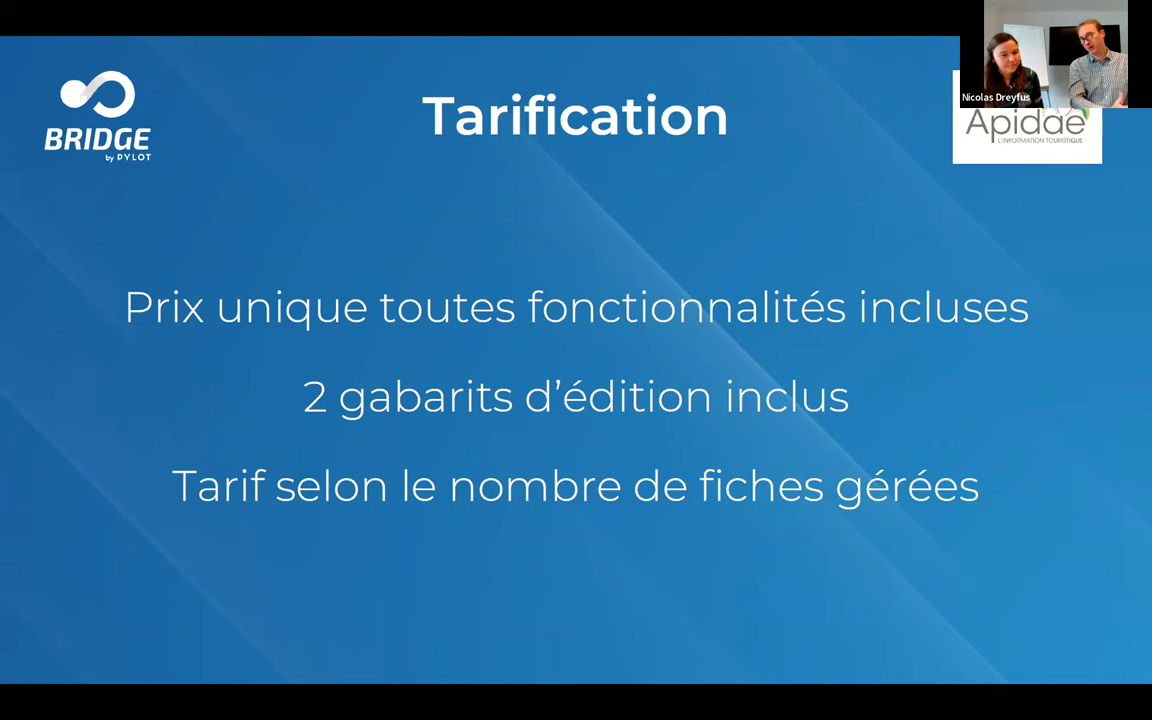 BRIDGE
by PYLOT
Tarification
Nicolas Dreyfus
Apidae
L'INFORMATION TOURISTIQUE
Prix unique toutes fonctionnalités incluses
2 gabarits d’édition inclus
Tarif selon le nombre de fiches gérées